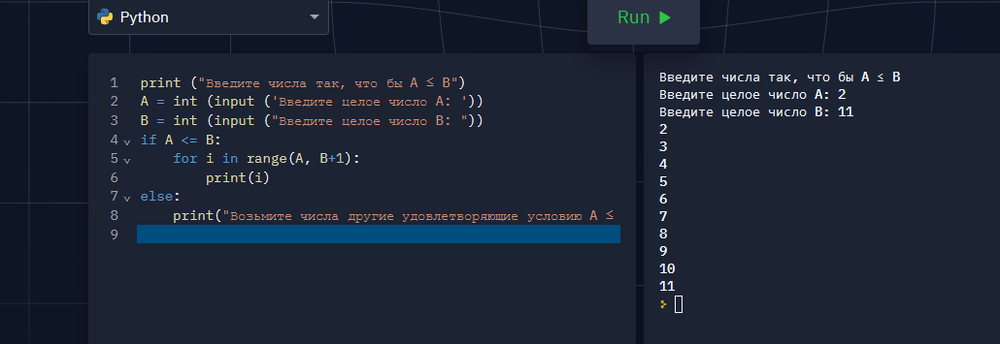 Python
Run
1 print ("Введите числа так, что бы A ≤ B")
2 A = int (input ('Введите целое число A: '))
3 B = int (input ("Введите целое число B: "))
4 if A <= B:
5     for i in range(A, B+1):
6         print(i)
7 else:
8     print("Возьмите числа другие удовлетворяющие условию A ≤
9
Введите числа так, что бы A ≤ B
Введите целое число A: 2
Введите целое число B: 11
2
3
4
5
6
7
8
9
10
11
>